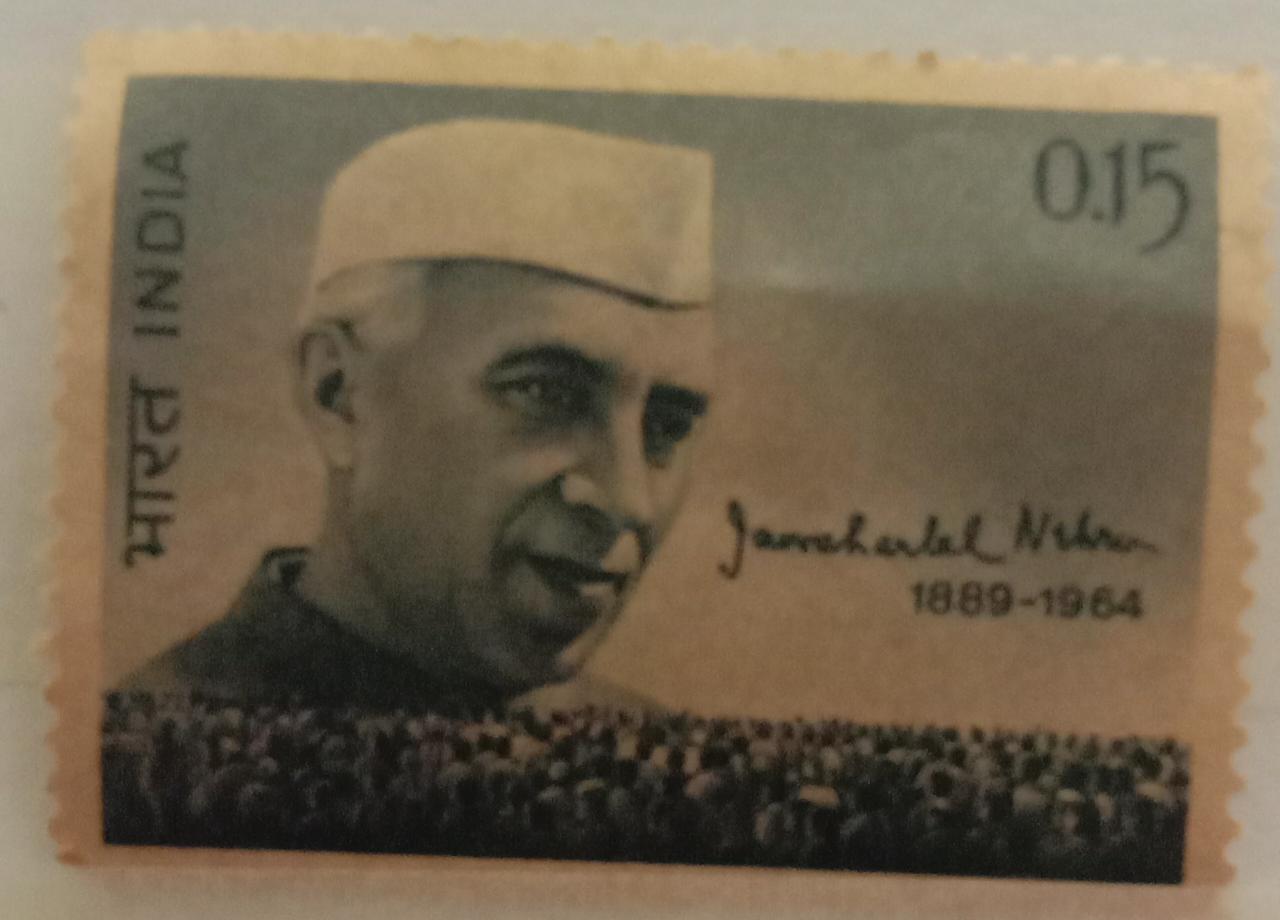 भारत INDIA
0.15
Jawaharlal Nehru
1889-1964